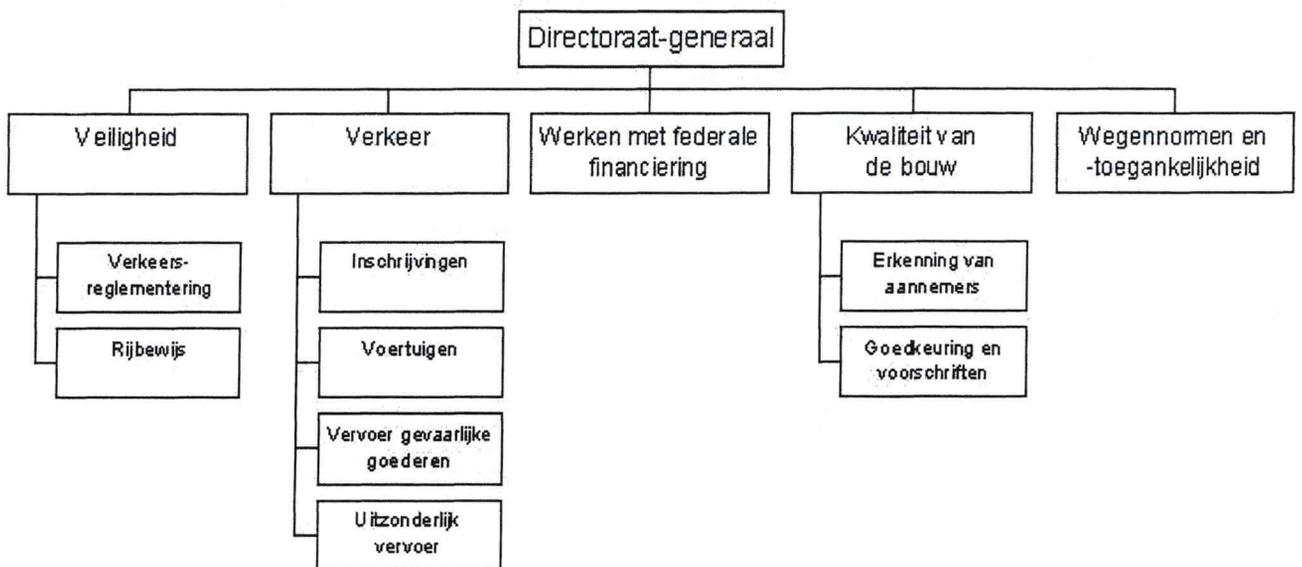 Directoraat-generaal
Veiligheid
Verkeers-
reglementering
Rijbewijs
Verkeer
Inschrijvingen
Voertuigen
Vervoer gevaarlijke
goederen
Uitzonderlijk
vervoer
Werken met federale
financiering
Kwaliteit van
de bouw
Erkenning van
aannemers
Goedkeuring en
voorschriften
Wegennormen en
-toegankelijkheid